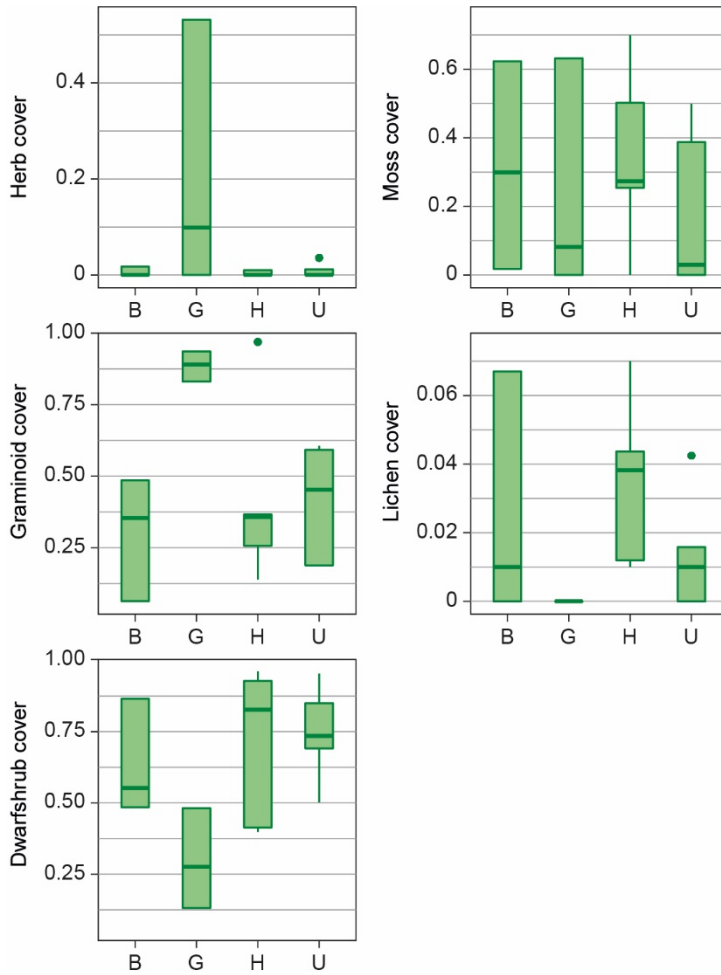 Herb cover
0.4
0.2
0
B G H U
Moss cover
0.6
0.4
0.2
0
B G H U
Graminoid cover
1.00
0.75
0.50
0.25
B G H U
Lichen cover
0.06
0.04
0.02
0
B G H U
Dwarfshrub cover
1.00
0.75
0.50
0.25
B G H U